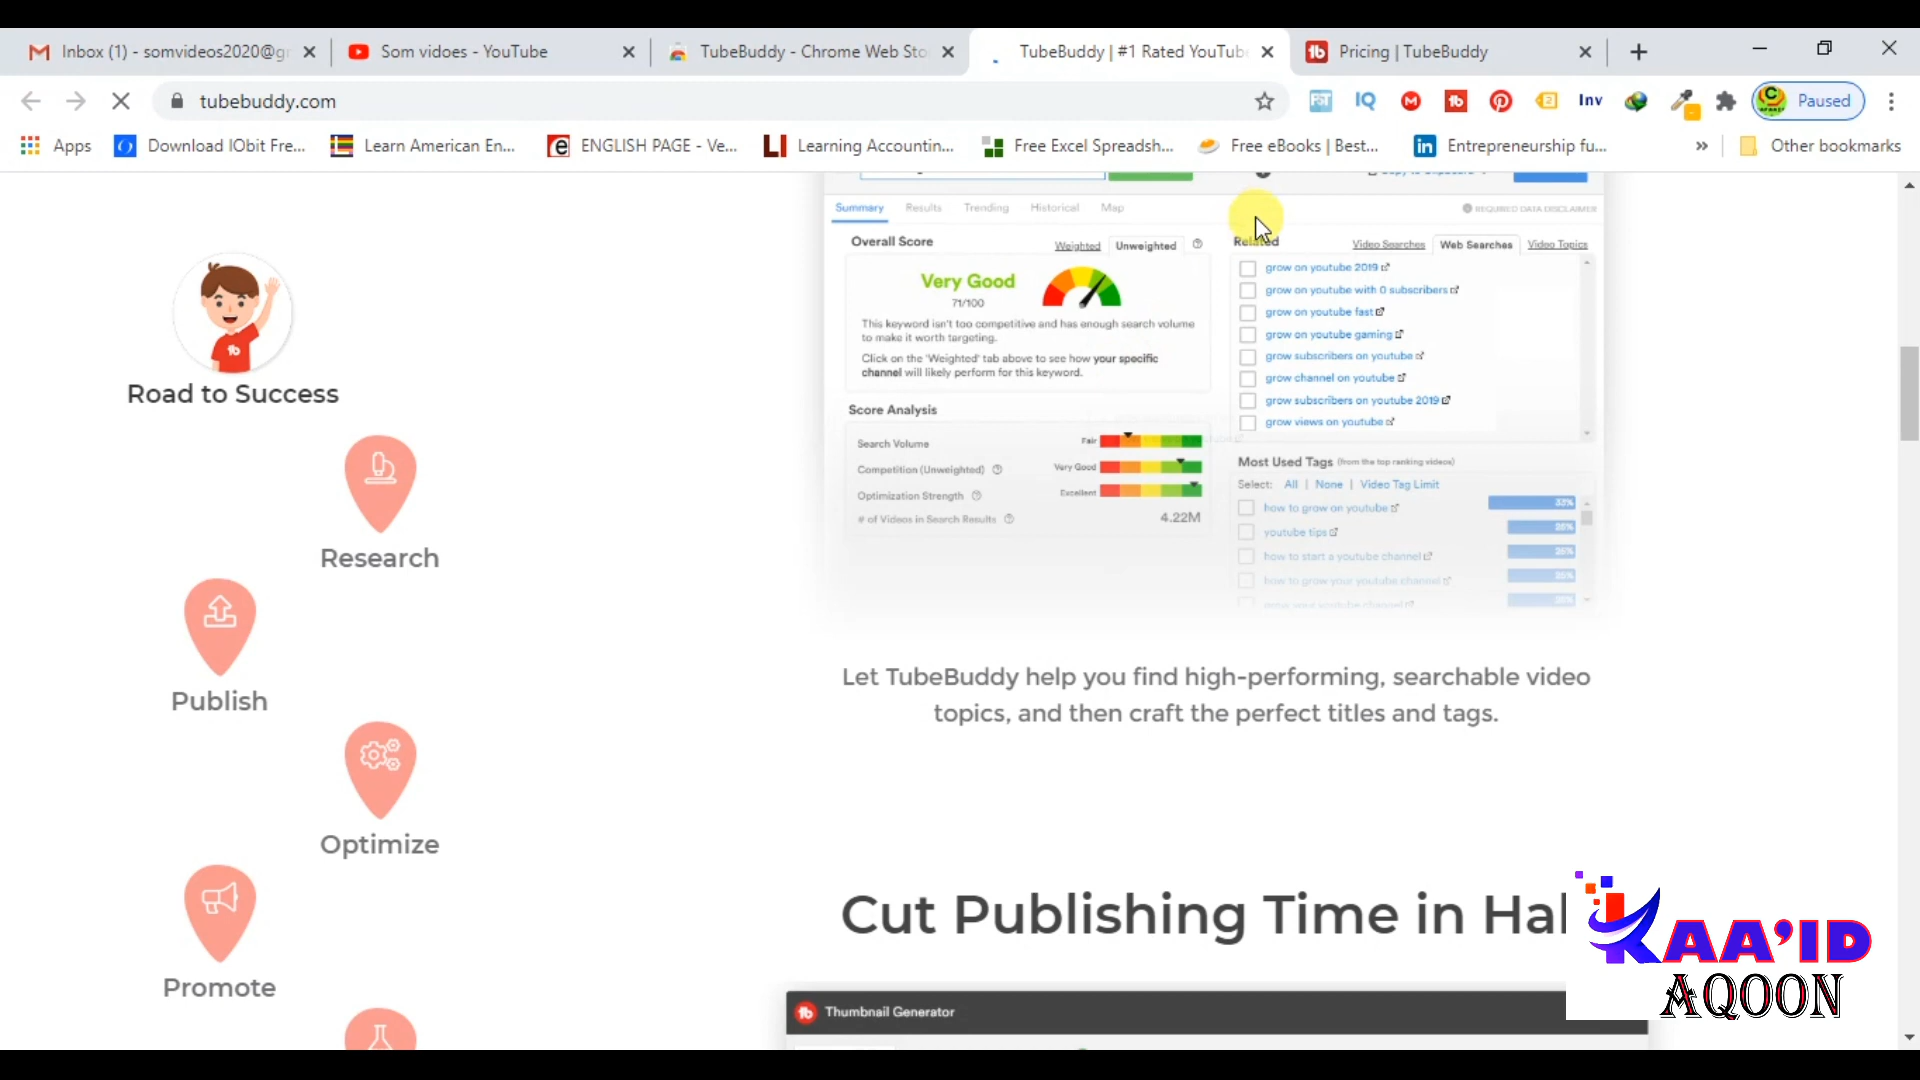 Inbox (1) - somvideos2020@g
Som vidoes - YouTube
TubeBuddy - Chrome Web Sto
TubeBuddy | #1 Rated YouTube
Pricing | TubeBuddy
tubebuddy.com
IQ
Inv
Paused
Apps
Download IObit Fre...
Learn American En...
ENGLISH PAGE - Ve...
Learning Accountin...
Free Excel Spreadsh...
Free eBooks | Best...
Entrepreneurship fu...
Other bookmarks
Summary
Results
Trending
Historical
Map
REQUIRED DATA DISCLAIMER
Overall Score
Weighted
Unweighted
Related
Video Searches
Web Searches
Video Topics
Very Good
71/100
This keyword isn't too competitive and has enough search volume
to make it worth targeting.
Click on the 'Weighted' tab above to see how your specific
channel will likely perform for this keyword.
grow on youtube 2019
grow on youtube with 0 subscribers
grow on youtube fast
grow on youtube gaming
grow subscribers on youtube
grow channel on youtube
grow subscribers on youtube 2019
grow views on youtube
Score Analysis
Search Volume
Fair
Competition (Unweighted)
Very Good
Optimization Strength
Excellent
# of Videos in Search Results
4.22M
Most Used Tags (from the top ranking videos)
Select: All | None | Video Tag Limit
how to grow on youtube
33%
youtube tips
how to start a youtube channel
how to grow your youtube channel
Road to Success
Research
Publish
Optimize
Promote
Let TubeBuddy help you find high-performing, searchable video
topics, and then craft the perfect titles and tags.
Cut Publishing Time in Hal
Thumbnail Generator
KAA'ID
AQOON